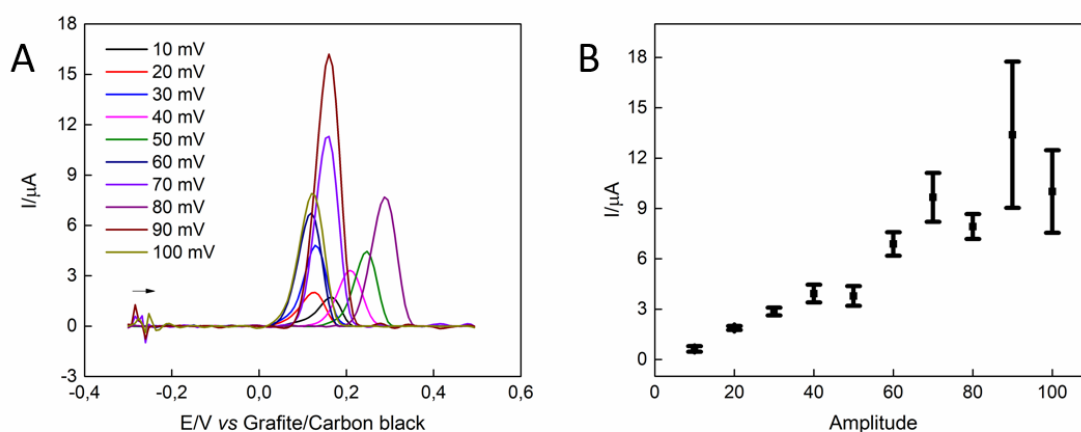 A
18
15
12
9
6
3
0
-3
I/µA
10 mV
20 mV
30 mV
40 mV
50 mV
60 mV
70 mV
80 mV
90 mV
100 mV
-0,4 -0,2 0,0 0,2 0,4 0,6
E/V vs Grafite/Carbon black
B
18
15
12
9
6
3
0
I/µA
0 20 40 60 80 100
Amplitude